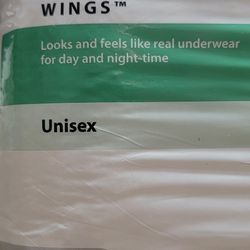 WINGS™
Looks and feels like real underwear
for day and night-time
Unisex